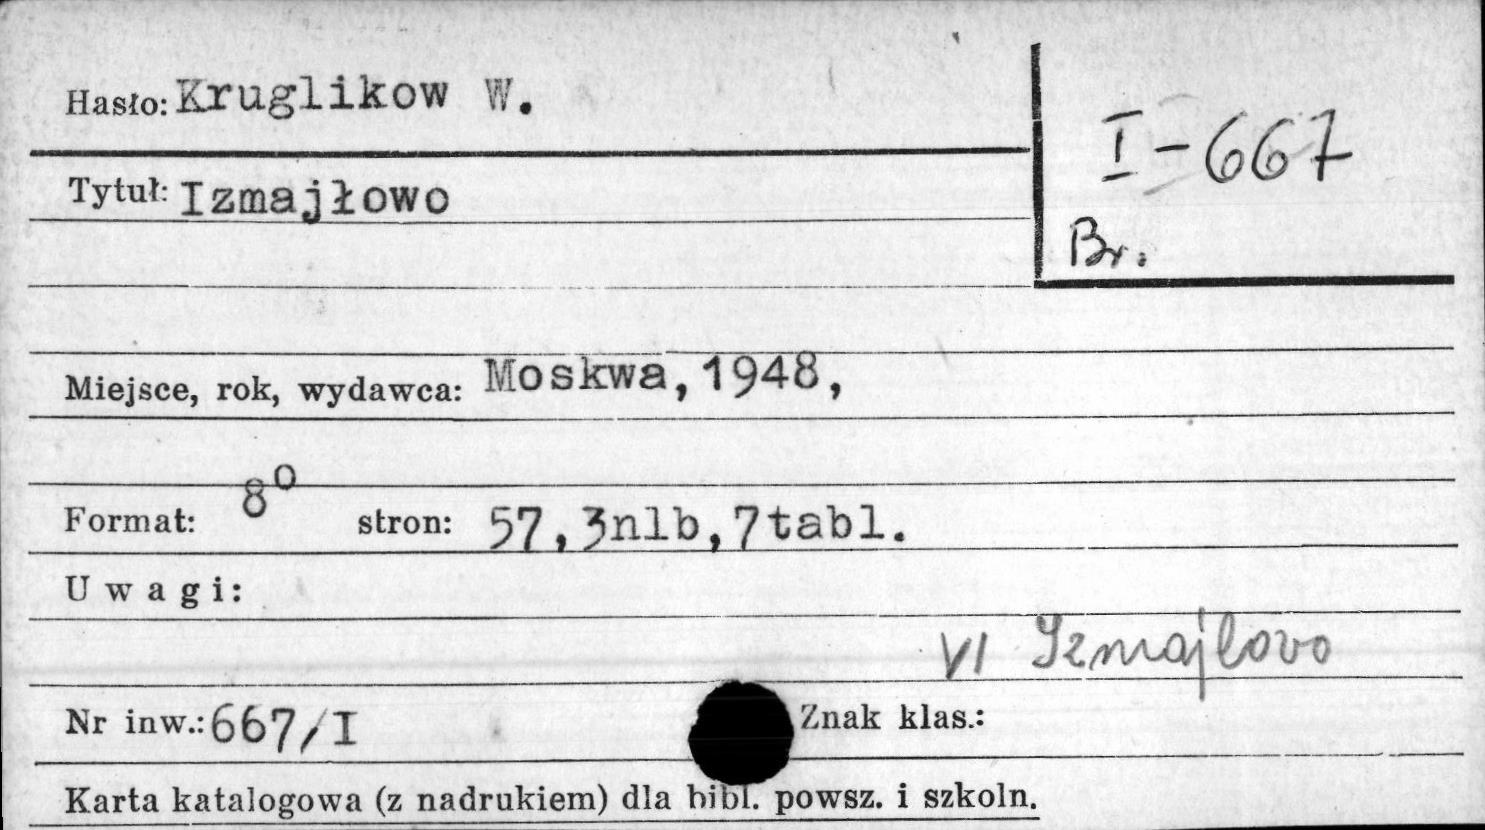 Hasło: Kruglikow W.
I-667
Tytuł: Izmajłowo
Br.
Miejsce, rok, wydawca: Moskwa, 1948,
Format: 8⁰ stron: 57, 3nlb, 7tabl.
Uwagi:
VI Izmajlovo
Nr inw.: 667/I Znak klas.:
Karta katalogowa (z nadrukiem) dla bibl. powsz. i szkoln.